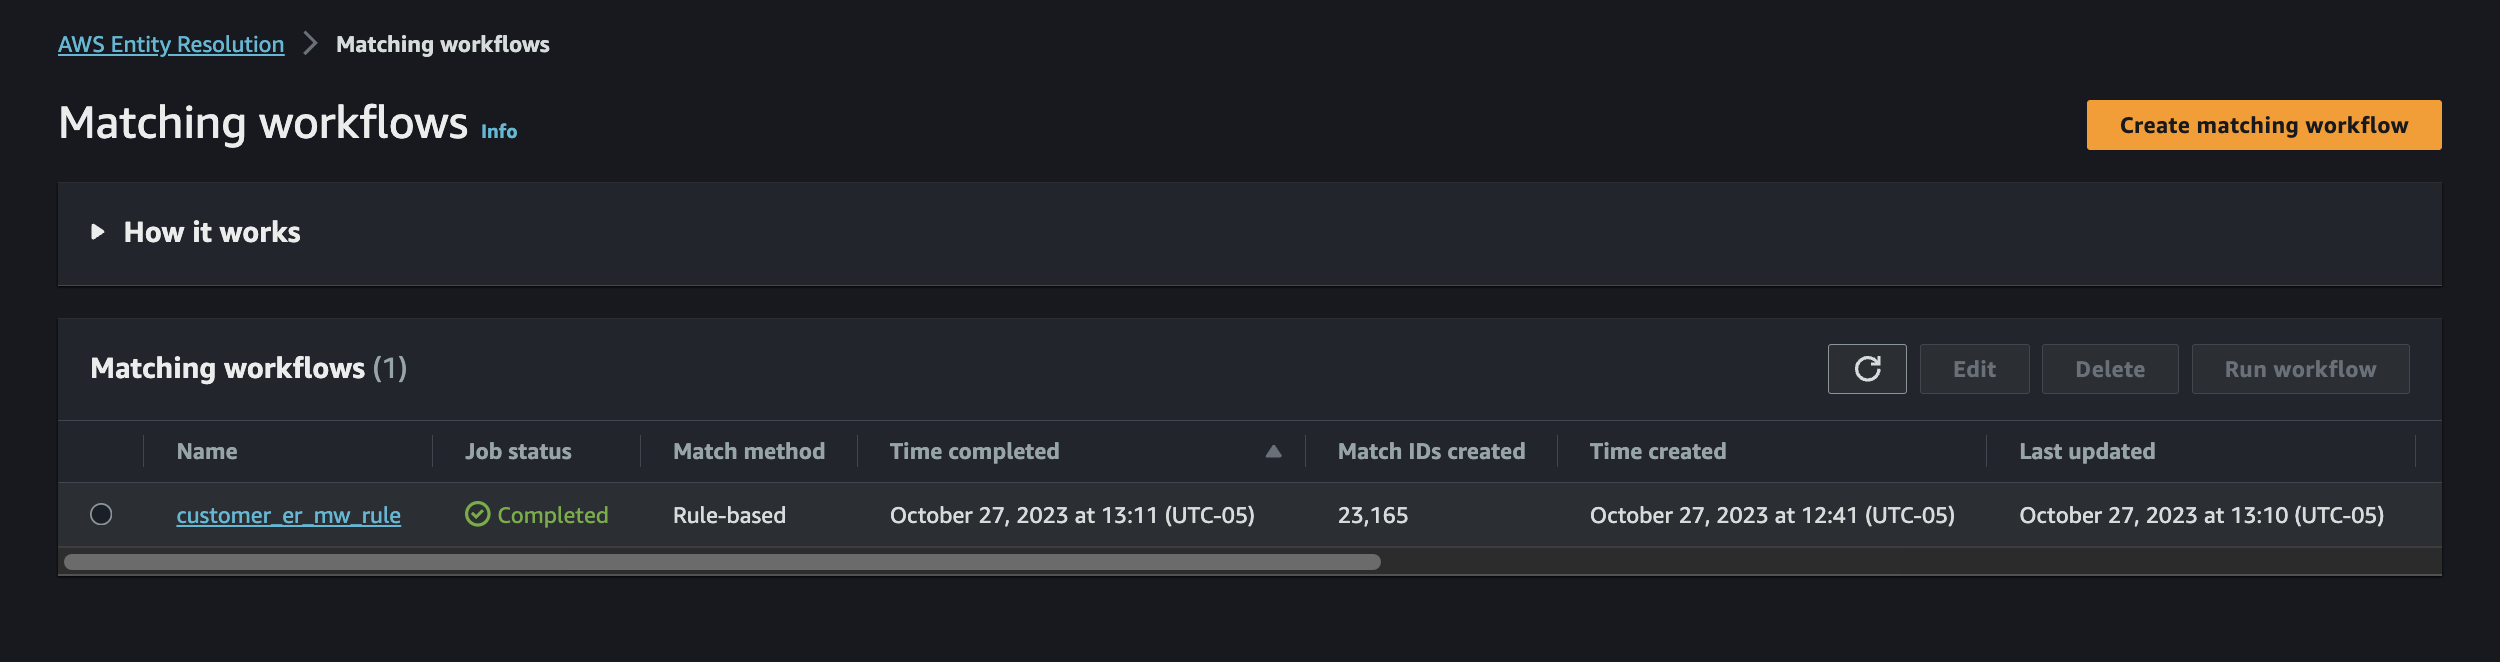 AWS Entity Resolution > Matching workflows
Matching workflows Info
Create matching workflow
How it works
Matching workflows (1)
Edit Delete Run workflow
Name Job status Match method Time completed Match IDs created Time created Last updated
customer_er_mw_rule Completed Rule-based October 27, 2023 at 13:11 (UTC-05) 23,165 October 27, 2023 at 12:41 (UTC-05) October 27, 2023 at 13:10 (UTC-05)